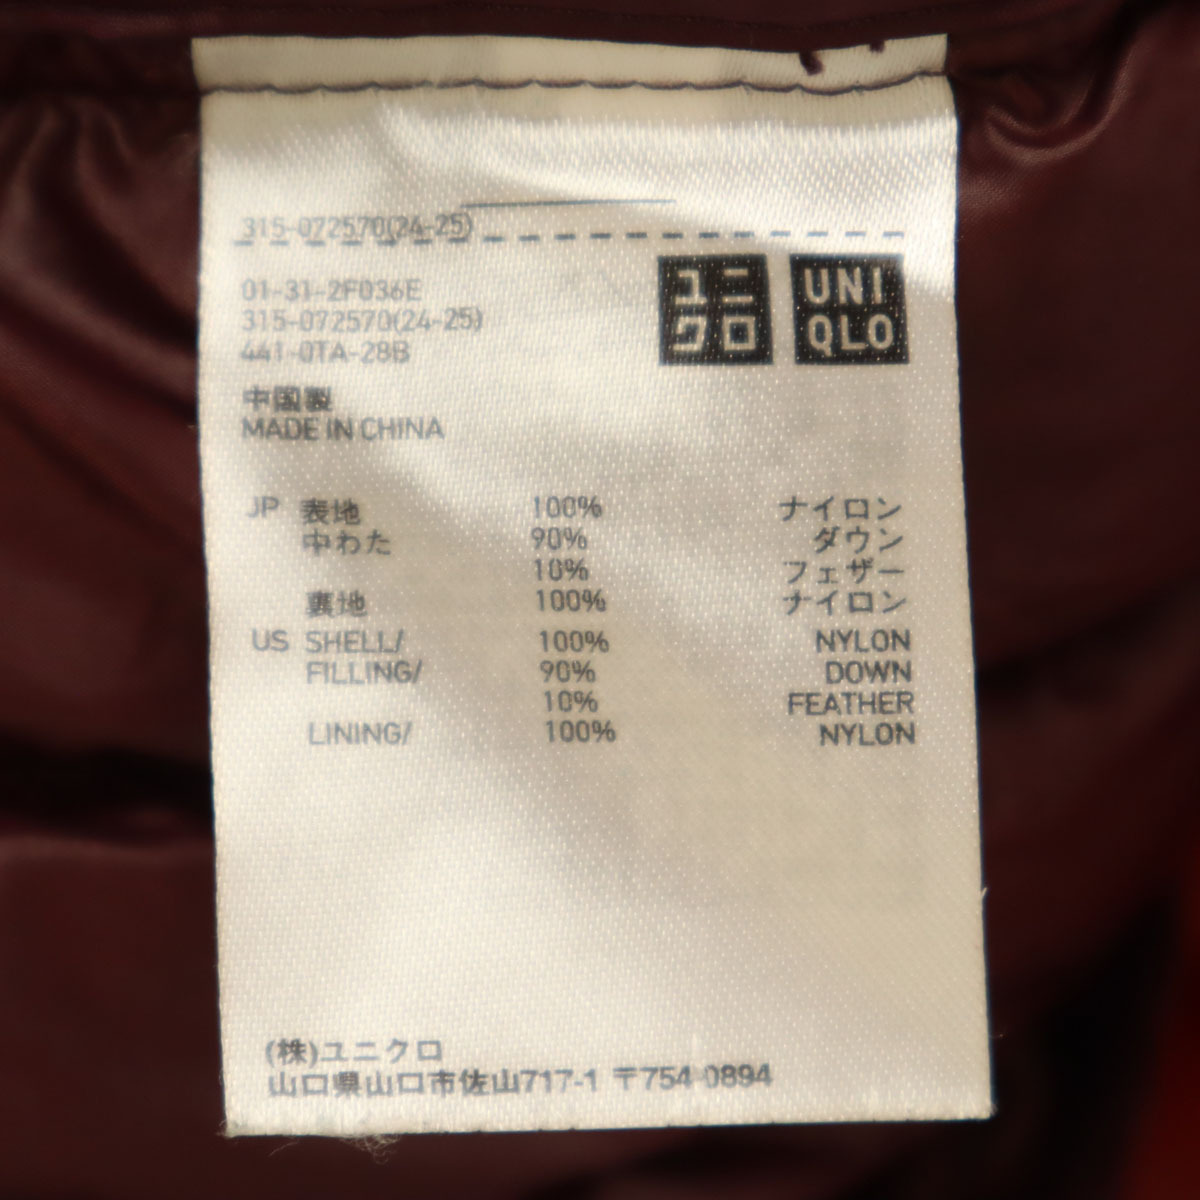 315-072570(24-25)
ユニ
クロ
UNI
QLO
01-31-2F036E
315-072570(24-25)
441-0TA-28B
中国製
MADE IN CHINA
JP 表地 100% ナイロン
中わた 90% ダウン
10% フェザー
裏地 100% ナイロン
US SHELL/ 100% NYLON
FILLING/ 90% DOWN
10% FEATHER
LINING/ 100% NYLON
(株)ユニクロ
山口県山口市佐山717-1 〒754-0894